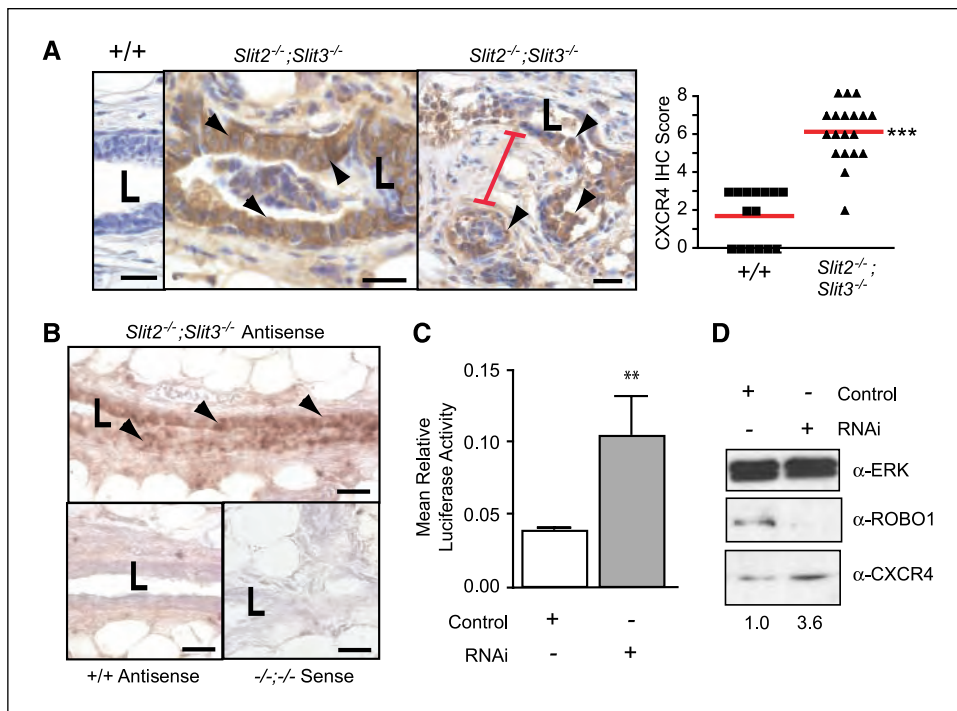 A
+/+
Slit2-/-;Slit3-/-
Slit2-/-;Slit3-/-
L
L
L
CXCR4 IHC Score
8
6
4
2
0
***
+/+
Slit2-/-;
Slit3-/-
B
Slit2-/-;Slit3-/- Antisense
L
L
L
+/+ Antisense
-/-;-/- Sense
C
Mean Relative
Luciferase Activity
0.15
0.10
0.05
0.00
**
Control + -
RNAi - +
D
+ - Control
- + RNAi
α-ERK
α-ROBO1
α-CXCR4
1.0 3.6